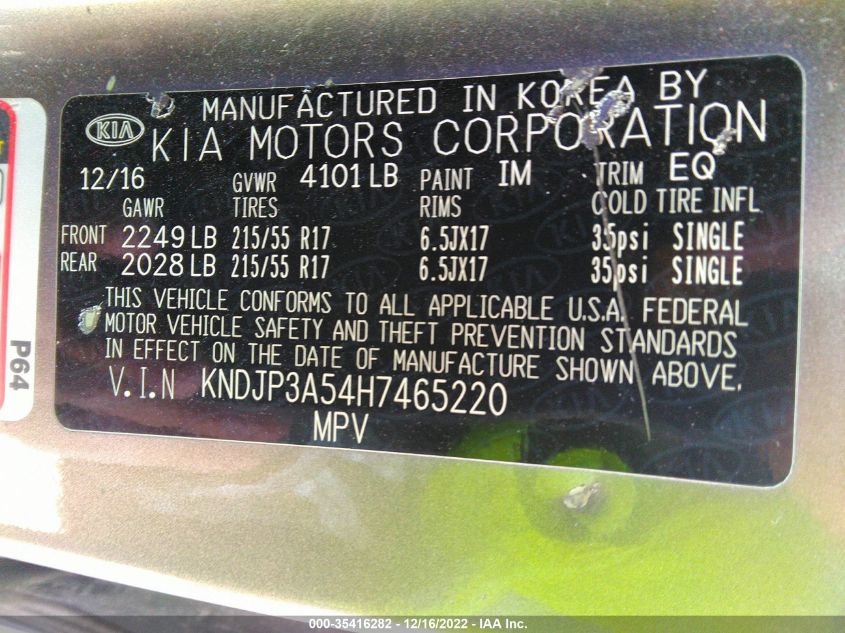 MANUFACTURED IN KOREA BY
KIA
KIA MOTORS CORPORATION
12/16 GVWR 4101 LB PAINT IM TRIM EQ
GAWR TIRES RIMS COLD TIRE INFL
FRONT 2249 LB 215/55 R17 6.5JX17 35psi SINGLE
REAR 2028 LB 215/55 R17 6.5JX17 35psi SINGLE
THIS VEHICLE CONFORMS TO ALL APPLICABLE U.S.A. FEDERAL
MOTOR VEHICLE SAFETY AND THEFT PREVENTION STANDARDS
IN EFFECT ON THE DATE OF MANUFACTURE SHOWN ABOVE.
V.I.N KNDJP3A54H7465220
MPV
P64
000-35416282 - 12/16/2022 - IAA Inc.